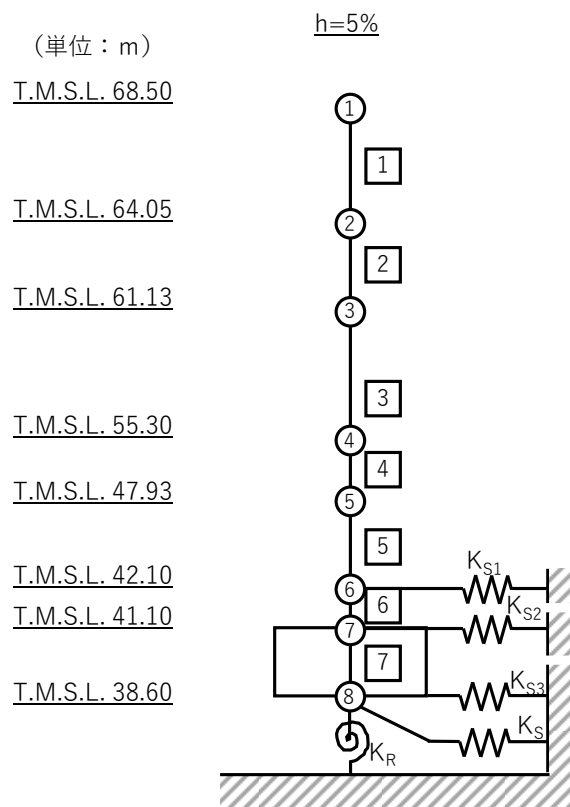 h=5%
（単位：m）
T.M.S.L. 68.50
1
1
T.M.S.L. 64.05
2
2
T.M.S.L. 61.13
3
3
T.M.S.L. 55.30
4
4
T.M.S.L. 47.93
5
5
K_S1
T.M.S.L. 42.10
6
6
K_S2
T.M.S.L. 41.10
7
7
K_S3
T.M.S.L. 38.60
8
K_S
K_R